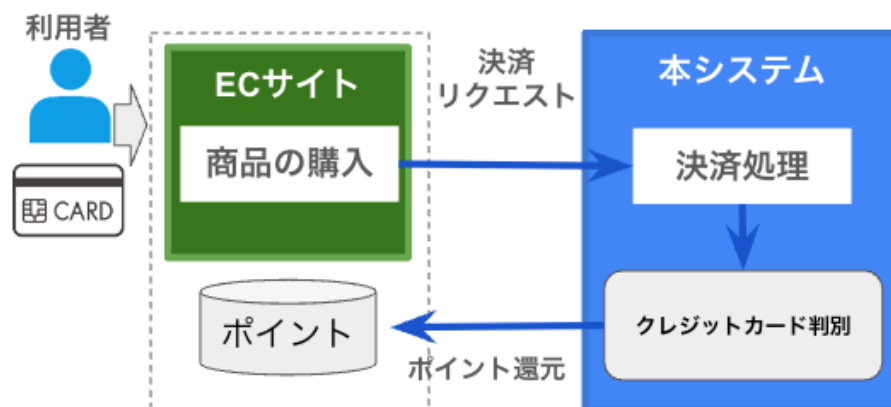 利用者
CARD
ECサイト
商品の購入
決済
リクエスト
本システム
決済処理
クレジットカード判別
ポイント還元
ポイント